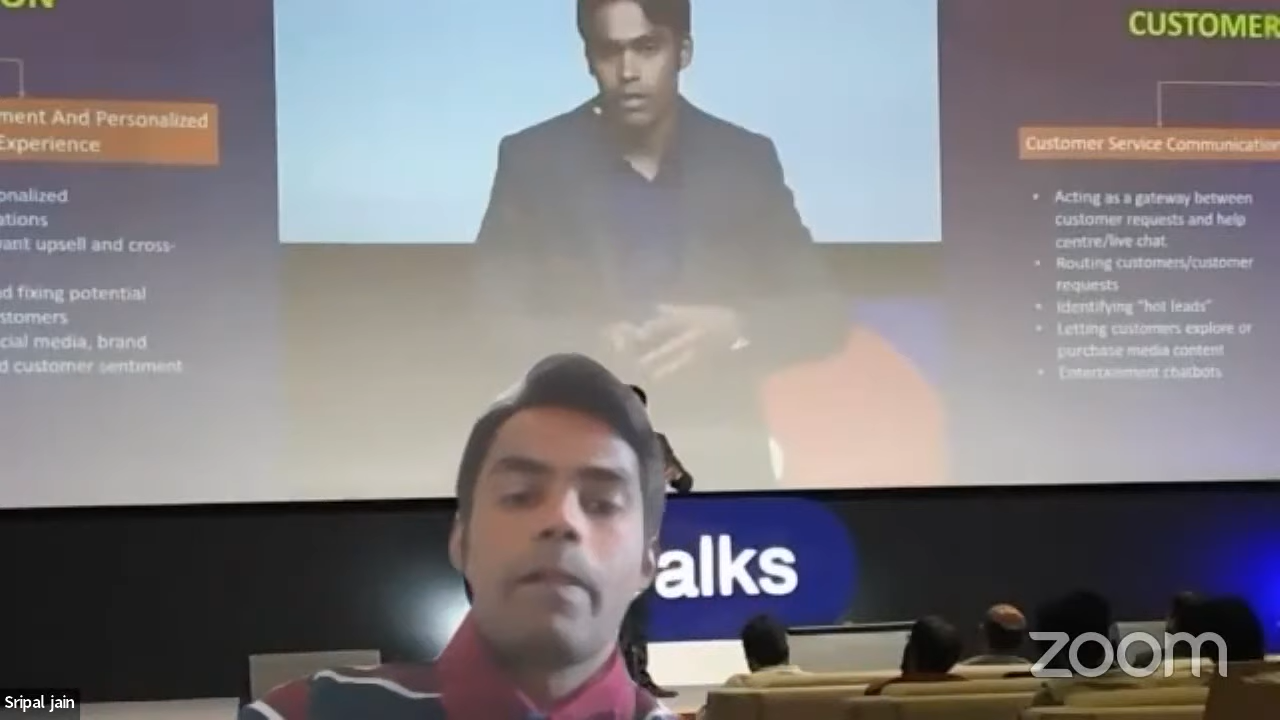 ON
ment And Personalized
Experience
onalized
ations
vant upsell and cross-
d fixing potential
stomers
cial media, brand
d customer sentiment
CUSTOMER
Customer Service Communication
• Acting as a gateway between
customer requests and help
centre/live chat
• Routing customers/customer
requests
• Identifying "hot leads"
• Letting customers explore or
purchase media content
• Entertainment chatbots
alks
zoom
Sripal jain